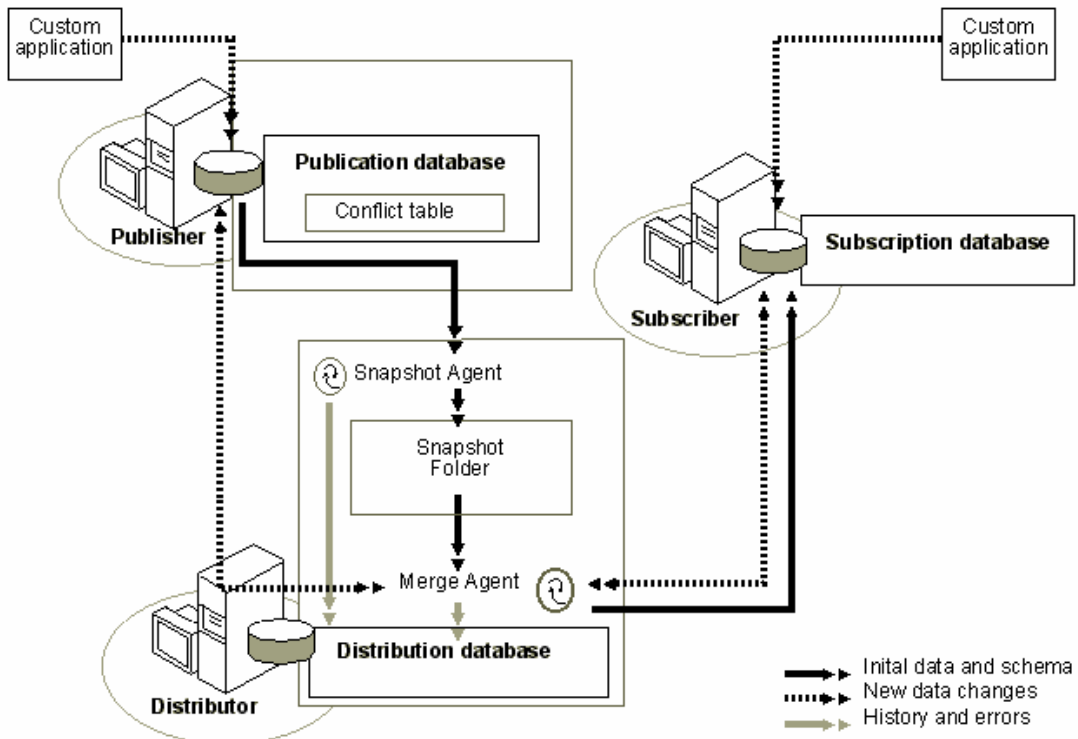 Custom
application
Custom
application
Publication database
Conflict table
Publisher
Subscription database
Subscriber
Snapshot Agent
Snapshot
Folder
Merge Agent
Distribution database
Distributor
Inital data and schema
New data changes
History and errors